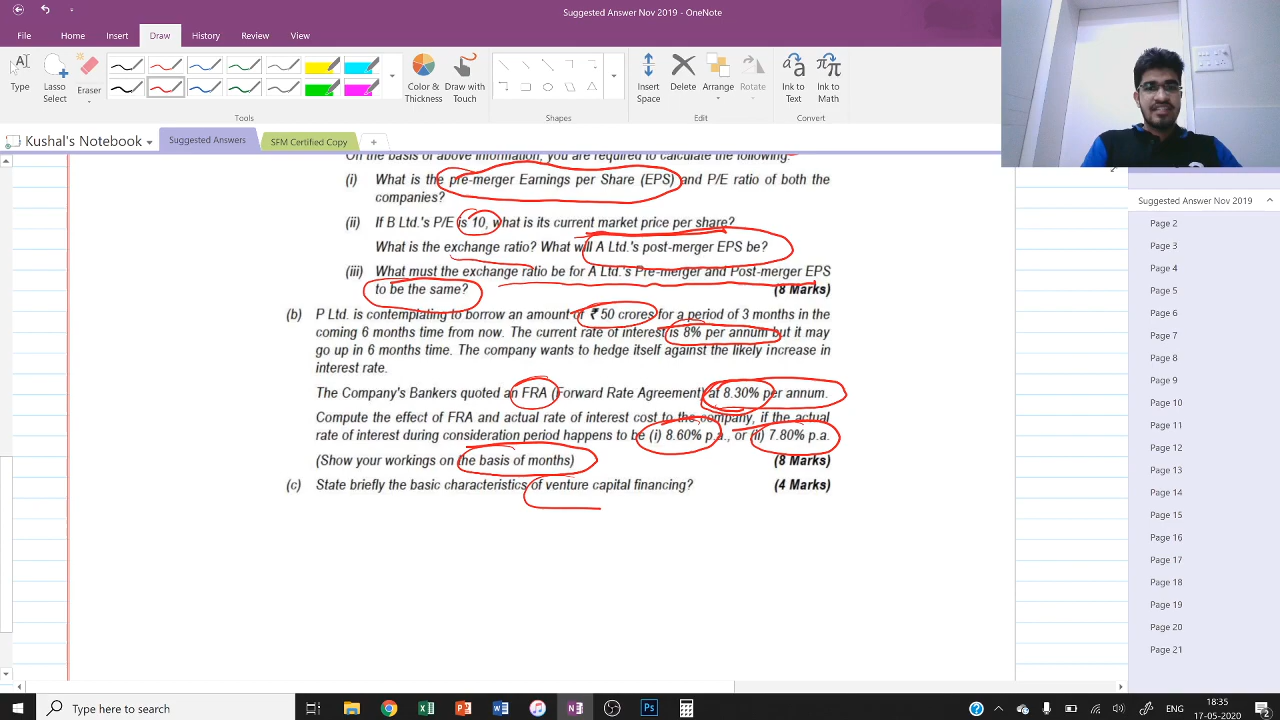 Suggested Answer Nov 2019 - OneNote
File Home Insert Draw History Review View
Type Lasso Select Eraser Color & Thickness Draw with Touch Insert Space Delete Arrange Rotate Ink to Text Ink to Math
Tools Shapes Edit Convert
Kushal's Notebook Suggested Answers SFM Certified Copy +
On the basis of above information, you are required to calculate the following:
(i) What is the pre-merger Earnings per Share (EPS) and P/E ratio of both the
companies?
(ii) If B Ltd.'s P/E is 10, what is its current market price per share?
What is the exchange ratio? What will A Ltd.'s post-merger EPS be?
(iii) What must the exchange ratio be for A Ltd.'s Pre-merger and Post-merger EPS
to be the same? (8 Marks)
(b) P Ltd. is contemplating to borrow an amount of ₹ 50 crores for a period of 3 months in the
coming 6 months time from now. The current rate of interest is 8% per annum but it may
go up in 6 months time. The company wants to hedge itself against the likely increase in
interest rate.
The Company's Bankers quoted an FRA (Forward Rate Agreement) at 8.30% per annum.
Compute the effect of FRA and actual rate of interest cost to the company, if the actual
rate of interest during consideration period happens to be (i) 8.60% p.a., or (ii) 7.80% p.a.
(Show your workings on the basis of months) (8 Marks)
(c) State briefly the basic characteristics of venture capital financing? (4 Marks)
Suggested Answer Nov 2019
Page 2
Page 3
Page 4
Page 5
Page 6
Page 7
Page 8
Page 9
Page 10
Page 11
Page 12
Page 13
Page 14
Page 15
Page 16
Page 17
Page 18
Page 19
Page 20
Page 21
Type here to search
18:35
17-05-2020